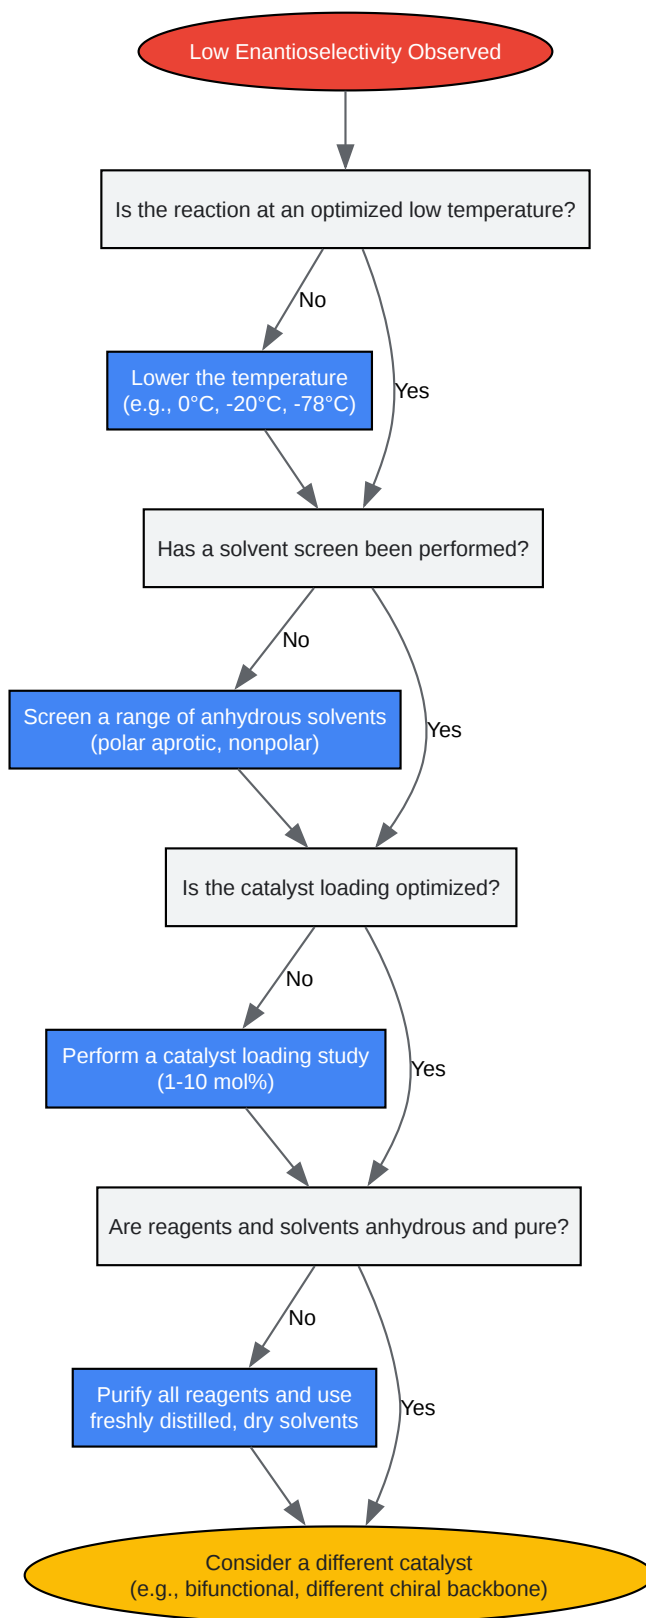 Low Enantioselectivity Observed
Is the reaction at an optimized low temperature?
No
Lower the temperature
(e.g., 0°C, -20°C, -78°C)
Yes
Has a solvent screen been performed?
No
Screen a range of anhydrous solvents
(polar aprotic, nonpolar)
Yes
Is the catalyst loading optimized?
No
Perform a catalyst loading study
(1-10 mol%)
Yes
Are reagents and solvents anhydrous and pure?
No
Purify all reagents and use
freshly distilled, dry solvents
Yes
Consider a different catalyst
(e.g., bifunctional, different chiral backbone)